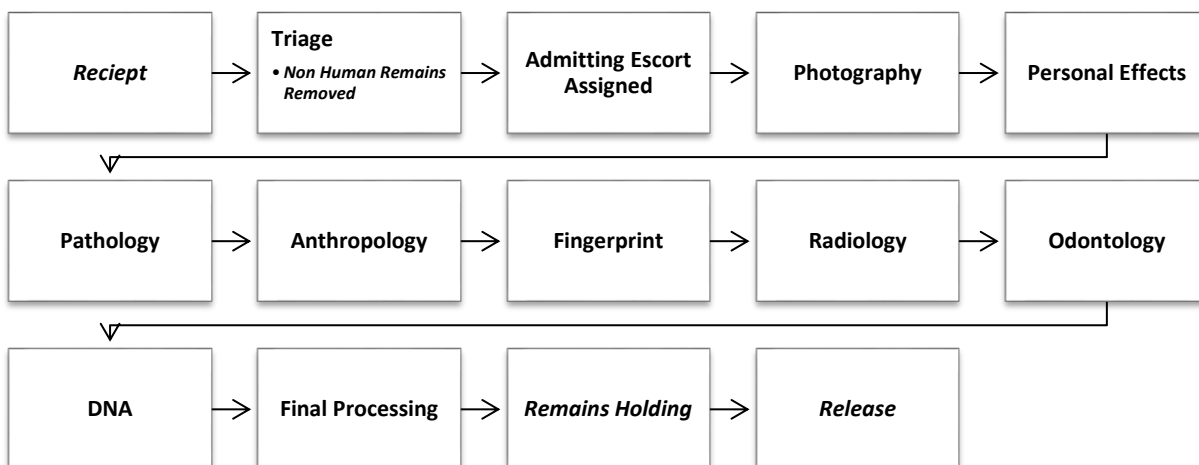 Reciept
Triage
• Non Human Remains
Removed
Admitting Escort
Assigned
Photography
Personal Effects
Pathology
Anthropology
Fingerprint
Radiology
Odontology
DNA
Final Processing
Remains Holding
Release